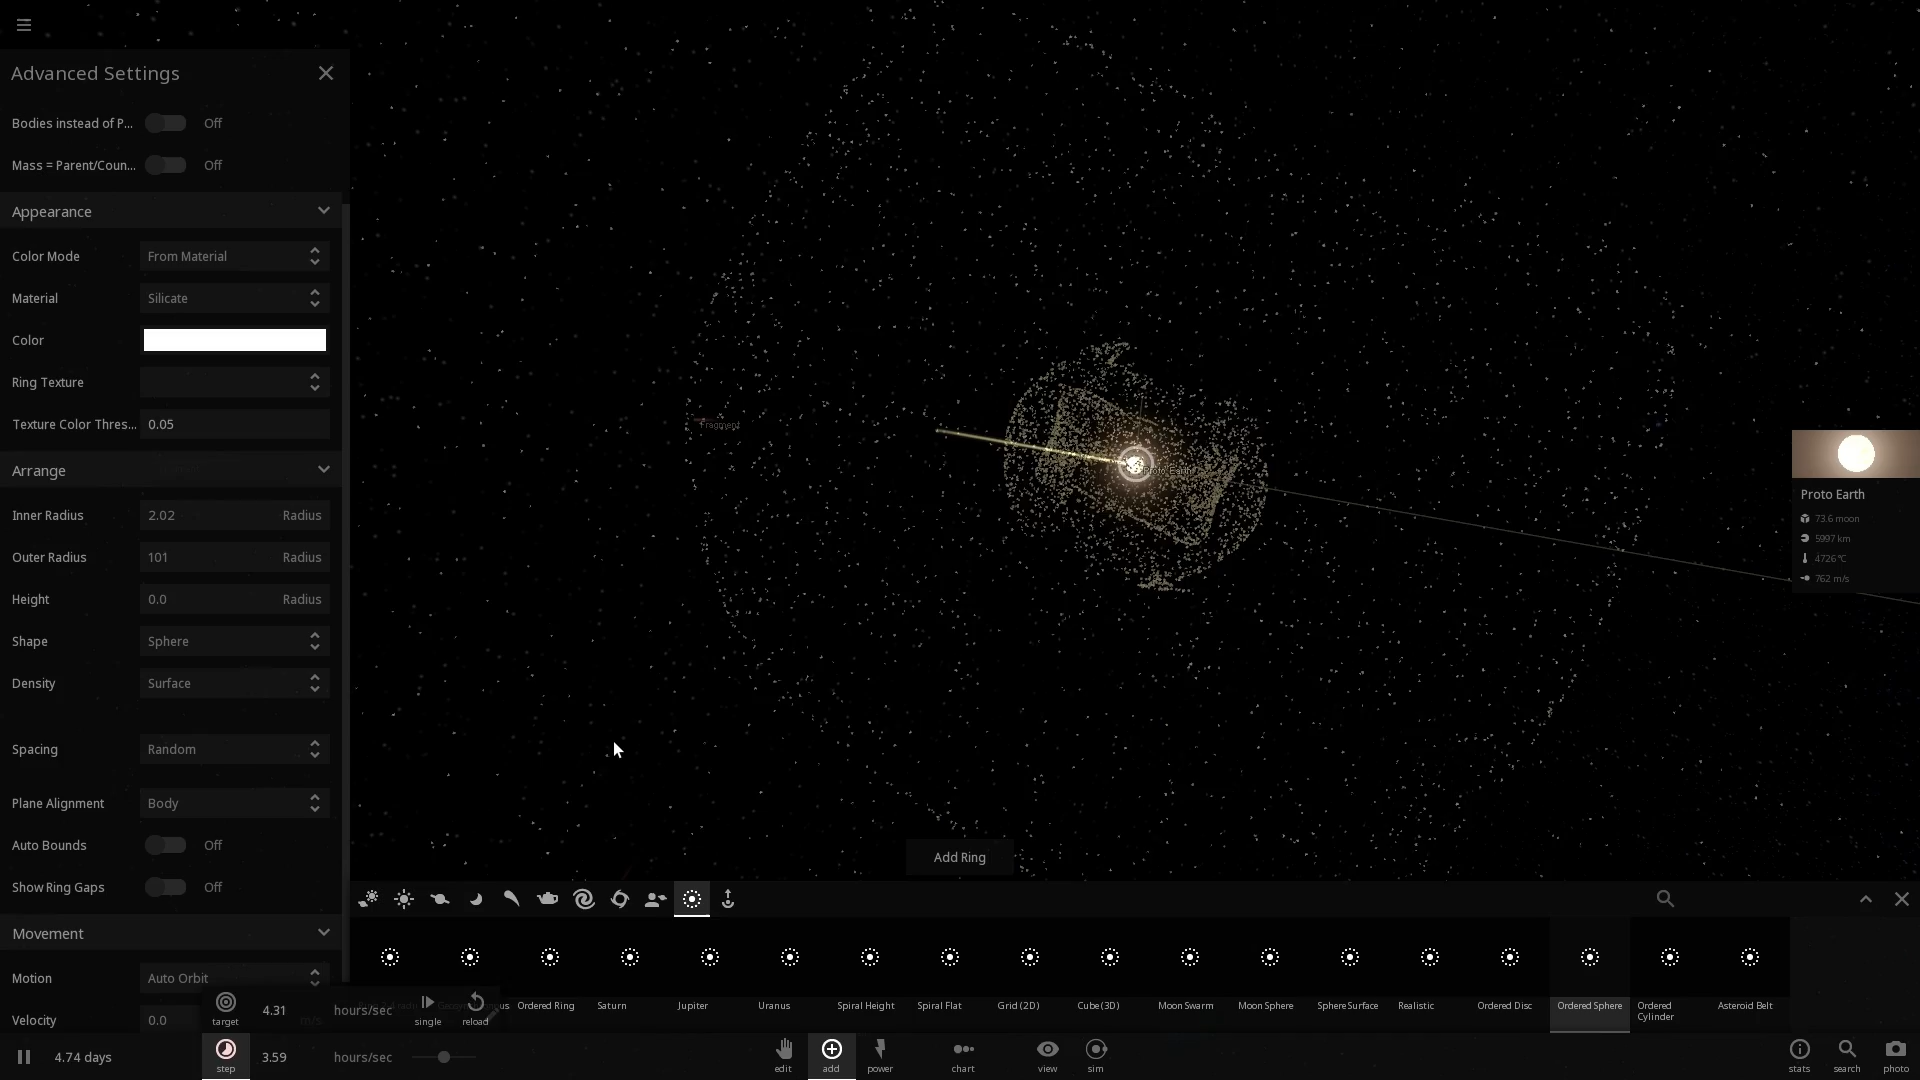 Advanced Settings
Bodies instead of P... Off
Mass = Parent/Coun... Off
Appearance
Color Mode From Material
Material Silicate
Color
Ring Texture
Texture Color Thres... 0.05
Arrange
Inner Radius 2.02 Radius
Outer Radius 101 Radius
Height 0.0 Radius
Shape Sphere
Density Surface
Spacing Random
Plane Alignment Body
Auto Bounds Off
Show Ring Gaps Off
Movement
Motion Auto Orbit
Velocity 0.0 m/s
Fragment
Proto Earth
Proto Earth
73.6 moon
5997 km
4726 °C
762 m/s
Add Ring
Ordered Ring Saturn Jupiter Uranus Spiral Height Spiral Flat Grid (2D) Cube (3D) Moon Swarm Moon Sphere Sphere Surface Realistic Ordered Disc Ordered Sphere Ordered Cylinder Asteroid Belt
target 4.31 hours/sec single reload
4.74 days step 3.59 hours/sec edit add power chart view sim stats search photo